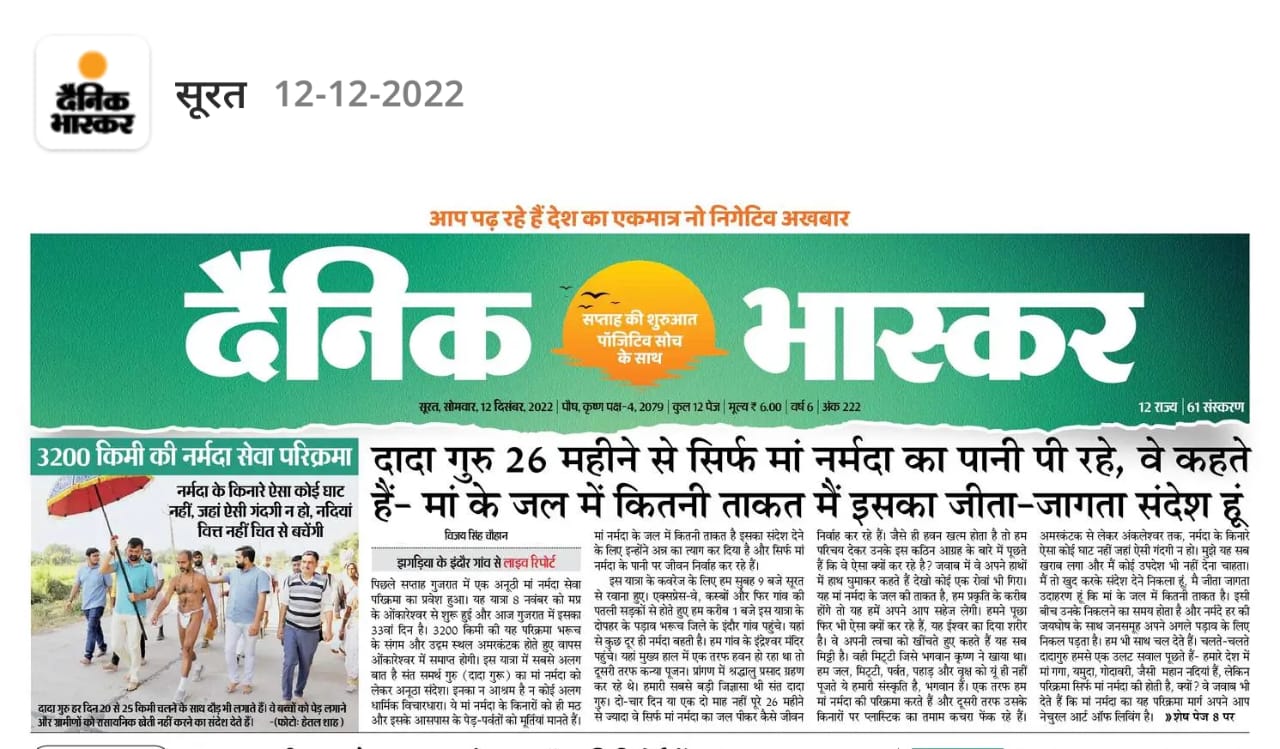 दैनिक
भास्कर
सूरत 12-12-2022
आप पढ़ रहे हैं देश का एकमात्र नो निगेटिव अखबार
दैनिक भास्कर
सप्ताह की शुरुआत
पॉजिटिव सोच
के साथ
सूरत, सोमवार, 12 दिसंबर, 2022 | पौष, कृष्ण पक्ष-4, 2079 | कुल 12 पेज | मूल्य ₹ 6.00 | वर्ष 6 | अंक 222
12 राज्य | 61 संस्करण
3200 किमी की नर्मदा सेवा परिक्रमा
नर्मदा के किनारे ऐसा कोई घाट
नहीं, जहां ऐसी गंदगी न हो, नदियां
वित्त नहीं चित से बचेंगी
दादा गुरु हर दिन 20 से 25 किमी चलने के साथ दौड़ भी लगाते हैं। वे बच्चों को पेड़ लगाने
और ग्रामीणों को रासायनिक खेती नहीं करने का संदेश देते हैं। -(फोटो: हेतल शाह)
दादा गुरु 26 महीने से सिर्फ मां नर्मदा का पानी पी रहे, वे कहते
हैं- मां के जल में कितनी ताकत मैं इसका जीता-जागता संदेश हूं
विजय सिंह चौहान
झगड़िया के इंदौर गांव से लाइव रिपोर्ट
पिछले सप्ताह गुजरात में एक अनूठी मां नर्मदा सेवा
परिक्रमा का प्रवेश हुआ। यह यात्रा 8 नवंबर को मप्र
के ओंकारेश्वर से शुरू हुई और आज गुजरात में इसका
33वां दिन है। 3200 किमी की यह परिक्रमा भरूच
के संगम और उद्गम स्थल अमरकंटक होते हुए वापस
ओंकारेश्वर में समाप्त होगी। इस यात्रा में सबसे अलग
बात है संत समर्थ गुरु (दादा गुरू) का मां नर्मदा को
लेकर अनूठा संदेश। इनका न आश्रम है न कोई अलग
धार्मिक विचारधारा। ये मां नर्मदा के किनारों को ही मठ
और इसके आसपास के पेड़-पर्वतों को मूर्तियां मानते हैं।
मां नर्मदा के जल में कितनी ताकत है इसका संदेश देने
के लिए इन्होंने अन्न का त्याग कर दिया है और सिर्फ मां
नर्मदा के पानी पर जीवन निर्वाह कर रहे हैं।
इस यात्रा के कवरेज के लिए हम सुबह 9 बजे सूरत
से रवाना हुए। एक्सप्रेस-वे, कस्बों और फिर गांव की
पतली सड़कों से होते हुए हम करीब 1 बजे इस यात्रा के
दोपहर के पड़ाव भरूच जिले के इंदौर गांव पहुंचे। यहां
से कुछ दूर ही नर्मदा बहती है। हम गांव के इंद्रेश्वर मंदिर
पहुंचे। यहां मुख्य हाल में एक तरफ हवन हो रहा था तो
दूसरी तरफ कन्या पूजन। प्रांगण में श्रद्धालु प्रसाद ग्रहण
कर रहे थे। हमारी सबसे बड़ी जिज्ञासा थी संत दादा
गुरु। दो-चार दिन या एक दो माह नहीं पूरे 26 महीने
से ज्यादा वे सिर्फ मां नर्मदा का जल पीकर कैसे जीवन
निर्वाह कर रहे हैं। जैसे ही हवन खत्म होता है तो हम
परिचय देकर उनके इस कठिन आग्रह के बारे में पूछते
हैं कि वे ऐसा क्यों कर रहे है? जवाब में वे अपने हाथों
में हाथ घुमाकर कहते हैं देखो कोई एक रोवां भी गिरा।
यह मां नर्मदा के जल की ताकत है, हम प्रकृति के करीब
होंगे तो यह हमें अपने आप सहेज लेगी। हमने पूछा
फिर भी ऐसा क्यों कर रहे हैं, यह ईश्वर का दिया शरीर
है। वे अपनी त्वचा को खींचते हुए कहते हैं यह सब
मिट्टी है। वही मिट्टी जिसे भगवान कृष्ण ने खाया था।
हम जल, मिट्टी, पर्वत, पहाड़ और वृक्ष को यूं ही नहीं
पूजते ये हमारी संस्कृति है, भगवान हैं। एक तरफ हम
मां नर्मदा की परिक्रमा करते हैं और दूसरी तरफ उसके
किनारों पर प्लास्टिक का तमाम कचरा फेंक रहे हैं।
अमरकंटक से लेकर अंकलेश्वर तक, नर्मदा के किनारे
ऐसा कोई घाट नहीं जहां ऐसी गंदगी न हो। मुझे यह सब
खराब लगा और मैं कोई उपदेश भी नहीं देना चाहता।
मैं तो खुद करके संदेश देने निकला हूं, मै जीता जागता
उदाहरण हूं कि मां के जल में कितनी ताकत है। इसी
बीच उनके निकलने का समय होता है और नर्मदे हर की
जयघोष के साथ जनसमूह अपने अगले पड़ाव के लिए
निकल पड़ता है। हम भी साथ चल देते हैं। चलते-चलते
दादागुरु हमसे एक उलट सवाल पूछते हैं- हमारे देश में
मां गंगा, यमुदा, गोदावरी, जैसी महान नदियां हैं, लेकिन
परिक्रमा सिर्फ मां नर्मदा की होती है, क्यों? वे जवाब भी
देते हैं कि मां नर्मदा का यह परिक्रमा मार्ग अपने आप
नेचुरल आर्ट ऑफ लिविंग है। »शेष पेज 8 पर